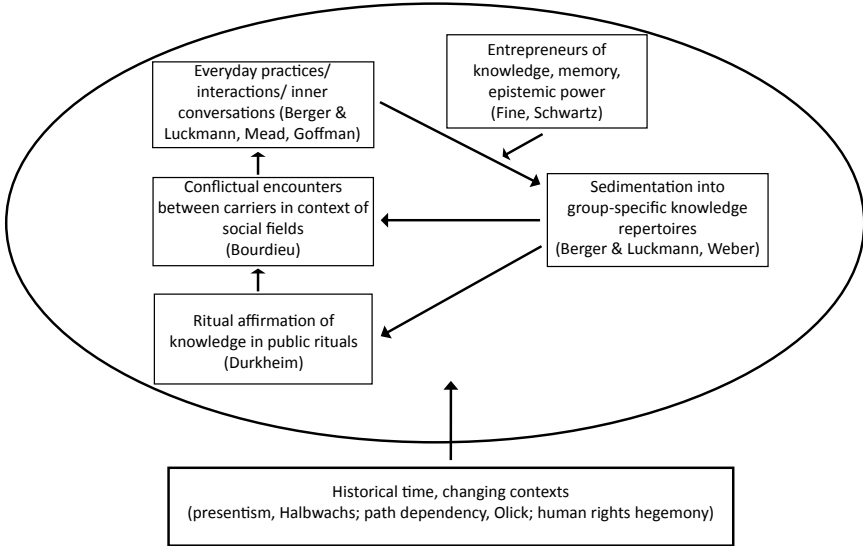 Everyday practices/
interactions/ inner
conversations (Berger &
Luckmann, Mead, Goffman)
Entrepreneurs of
knowledge, memory,
epistemic power
(Fine, Schwartz)
Conflictual encounters
between carriers in context of
social fields
(Bourdieu)
Sedimentation into
group-specific knowledge
repertoires
(Berger & Luckmann, Weber)
Ritual affirmation of
knowledge in public rituals
(Durkheim)
Historical time, changing contexts
(presentism, Halbwachs; path dependency, Olick; human rights hegemony)